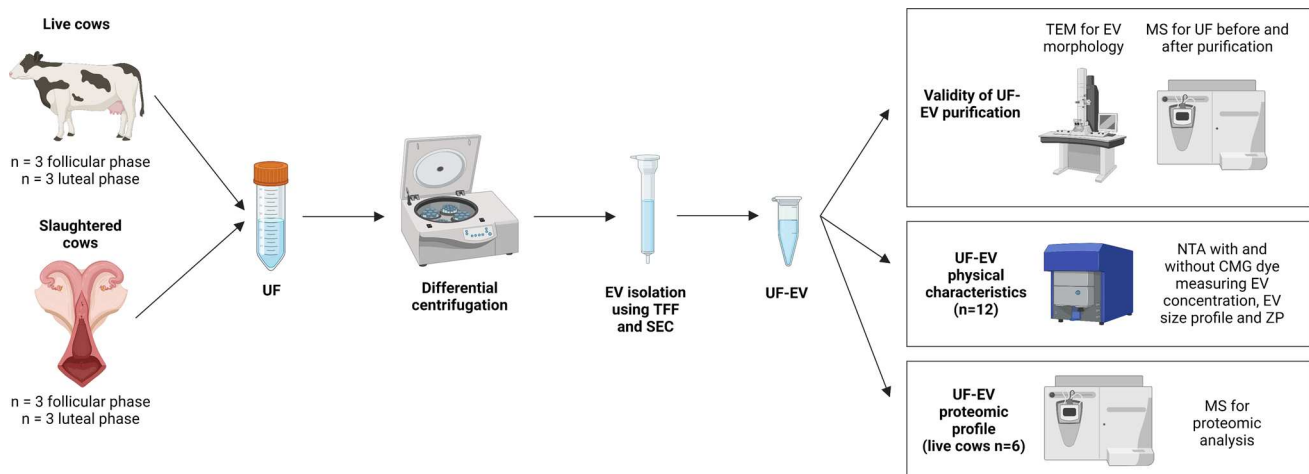 Live cows
n = 3 follicular phase
n = 3 luteal phase
Slaughtered
cows
n = 3 follicular phase
n = 3 luteal phase
UF
Differential
centrifugation
EV isolation
using TFF
and SEC
UF-EV
Validity of UF-
EV purification
TEM for EV
morphology
MS for UF before and
after purification
UF-EV
physical
characteristics
(n=12)
NTA with and
without CMG dye
measuring EV
concentration, EV
size profile and ZP
UF-EV
proteomic
profile
(live cows n=6)
MS for
proteomic
analysis